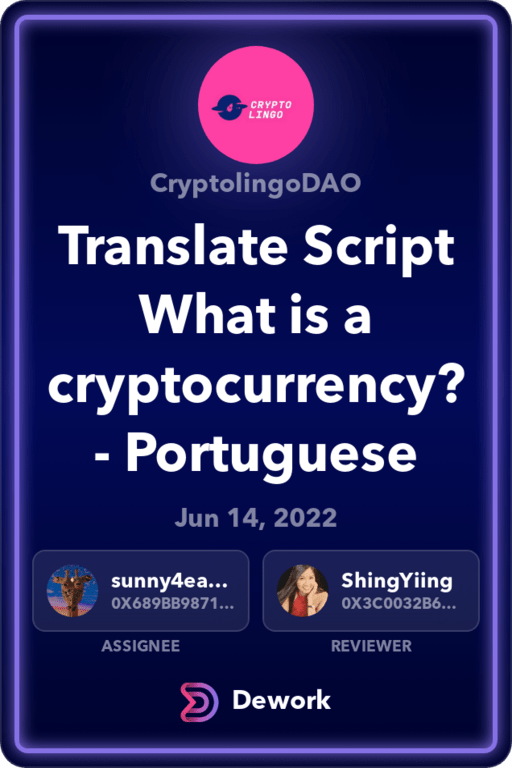 CRYPTO
LINGO
CryptolingoDAO
Translate Script
What is a
cryptocurrency?
- Portuguese
Jun 14, 2022
sunny4ea...
0X689BB9871...
ASSIGNEE
ShingYiing
0X3C0032B6...
REVIEWER
Dework